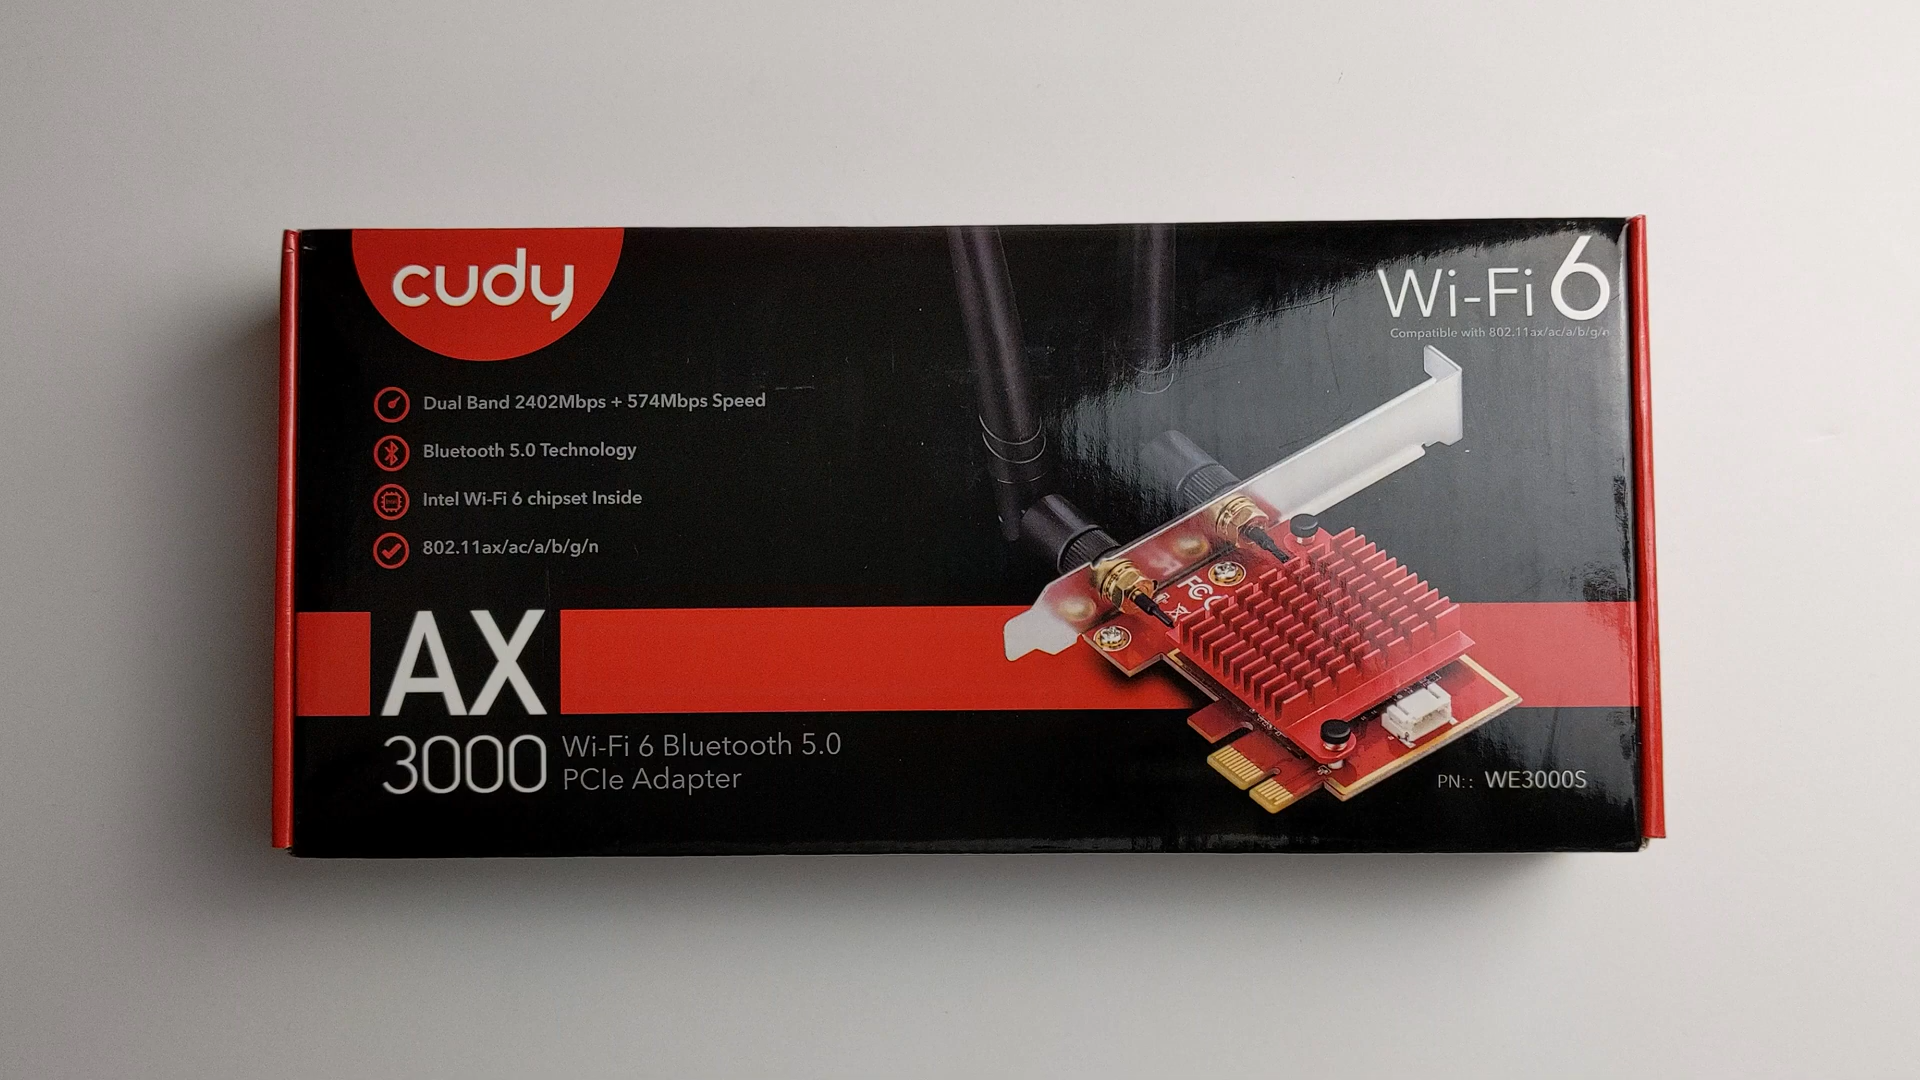 cudy
Wi-Fi 6
Compatible with 802.11ax/ac/a/b/g/n
Dual Band 2402Mbps + 574Mbps Speed
Bluetooth 5.0 Technology
Intel Wi-Fi 6 chipset Inside
802.11ax/ac/a/b/g/n
FC
AX
3000
Wi-Fi 6 Bluetooth 5.0
PCIe Adapter
PN:: WE3000S